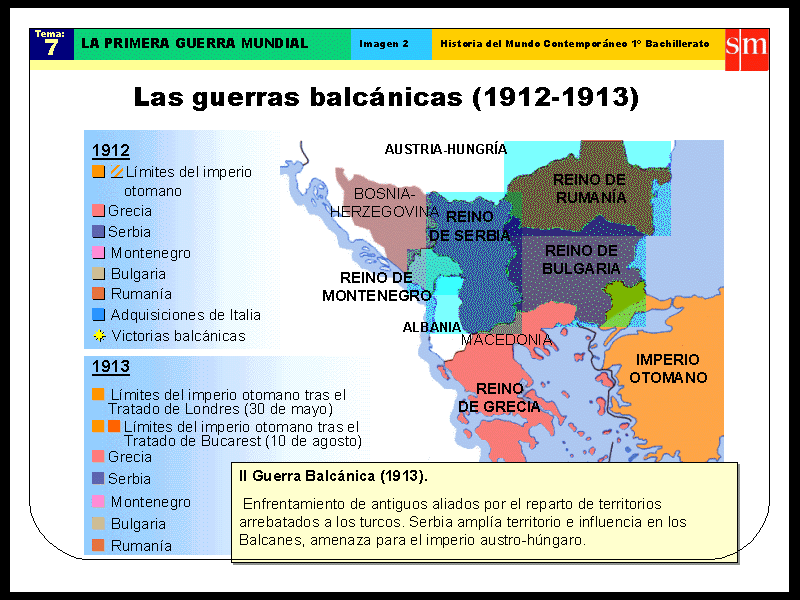 Tema:
7
LA PRIMERA GUERRA MUNDIAL
Imagen 2
Historia del Mundo Contemporáneo 1º Bachillerato
sm
Las guerras balcánicas (1912-1913)
1912
Límites del imperio
otomano
Grecia
Serbia
Montenegro
Bulgaria
Rumanía
Adquisiciones de Italia
Victorias balcánicas
1913
Límites del imperio otomano tras el
Tratado de Londres (30 de mayo)
Límites del imperio otomano tras el
Tratado de Bucarest (10 de agosto)
Grecia
Serbia
Montenegro
Bulgaria
Rumanía
AUSTRIA-HUNGRÍA
BOSNIA-
HERZEGOVINA
REINO
DE SERBIA
REINO DE
RUMANÍA
REINO DE
BULGARIA
REINO DE
MONTENEGRO
ALBANIA
MACEDONIA
IMPERIO
OTOMANO
REINO
DE GRECIA
II Guerra Balcánica (1913).
Enfrentamiento de antiguos aliados por el reparto de territorios
arrebatados a los turcos. Serbia amplía territorio e influencia en los
Balcanes, amenaza para el imperio austro-húngaro.